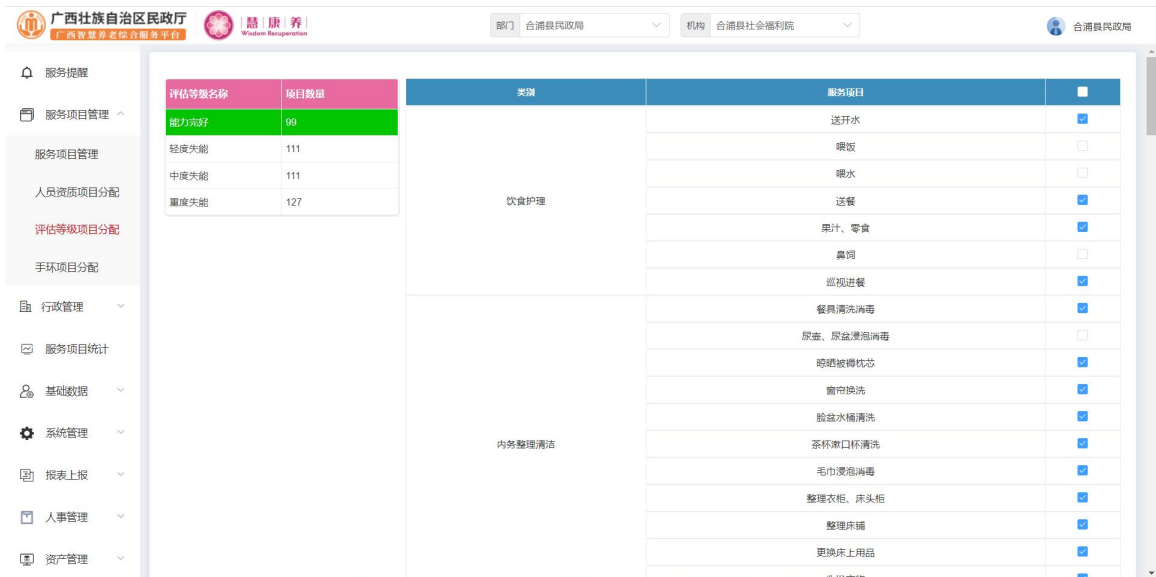 广西壮族自治区民政厅
广西智慧养老综合服务平台
慧康养
Wisdom Recuperation
部门 合浦县民政局
机构 合浦县社会福利院
合浦县民政局
服务提醒
服务项目管理
服务项目管理
人员资质项目分配
评估等级项目分配
手环项目分配
行政管理
服务项目统计
基础数据
系统管理
报表上报
人事管理
资产管理
评估等级名称 项目数量
能力完好 99
轻度失能 111
中度失能 111
重度失能 127
类别 服务项目
饮食护理
送开水
喂饭
喂水
送餐
果汁、零食
鼻饲
巡视进餐
内务整理清洁
餐具清洗消毒
尿壶、尿盆浸泡消毒
晾晒被褥枕芯
窗帘换洗
脸盆水桶清洗
茶杯漱口杯清洗
毛巾浸泡消毒
整理衣柜、床头柜
整理床铺
更换床上用品